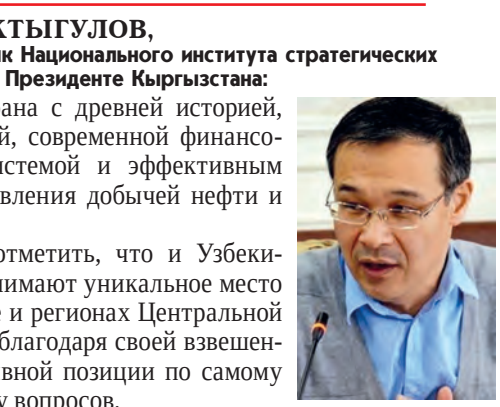 КТЫГУЛОВ,
к Национального института стратегических
Президенте Кыргызстана:
ана с древней историей,
й, современной финансо-
истемой и эффективным
вления добычей нефти и
отметить, что и Узбеки-
нимают уникальное место
е и регионах Центральной
благодаря своей взвешен-
вной позиции по самому
у вопросов.